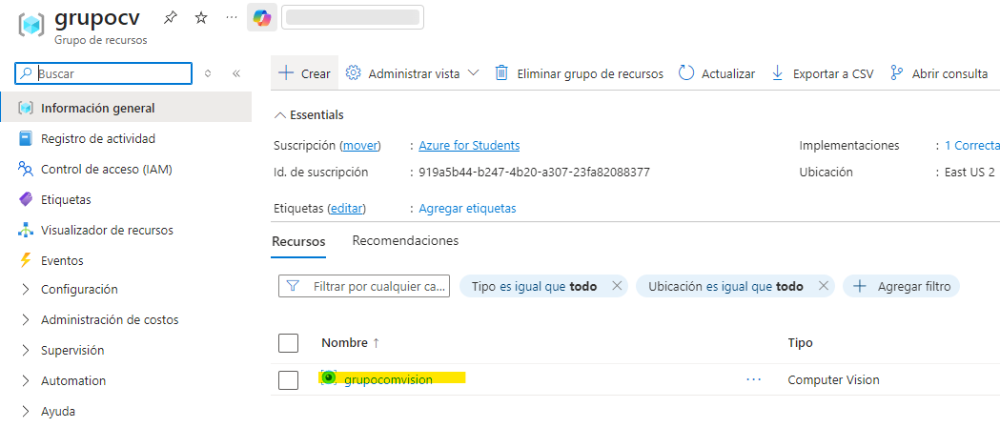 grupocv
Grupo de recursos
Buscar
Información general
Registro de actividad
Control de acceso (IAM)
Etiquetas
Visualizador de recursos
Eventos
Configuración
Administración de costos
Supervisión
Automation
Ayuda
Crear Administrar vista Eliminar grupo de recursos Actualizar Exportar a CSV Abrir consulta
Essentials
Suscripción (mover) : Azure for Students Implementaciones : 1 Correcta
Id. de suscripción : 919a5b44-b247-4b20-a307-23fa82088377 Ubicación : East US 2
Etiquetas (editar) : Agregar etiquetas
Recursos Recomendaciones
Filtrar por cualquier ca... Tipo es igual que todo Ubicación es igual que todo Agregar filtro
Nombre ↑ Tipo
grupocomvision ... Computer Vision